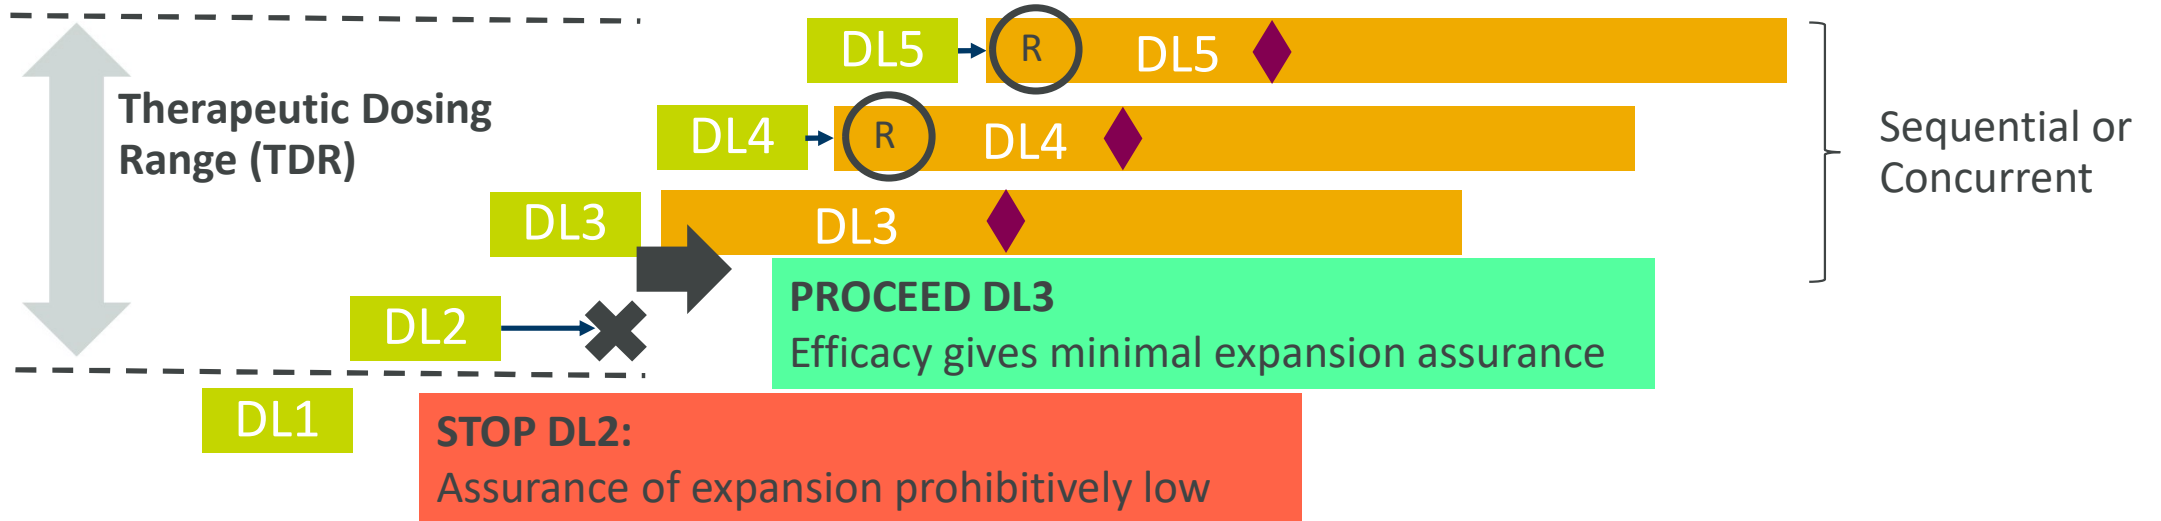 DL5
R
DL5
Therapeutic Dosing
Range (TDR)
DL4
R
DL4
Sequential or
Concurrent
DL3
DL3
PROCEED DL3
Efficacy gives minimal expansion assurance
DL2
DL1
STOP DL2:
Assurance of expansion prohibitively low